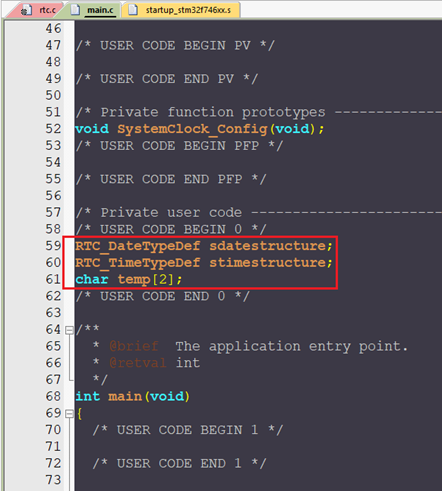 rtc.c main.c startup_stm32f746xx.s
46
47 /* USER CODE BEGIN PV */
48
49 /* USER CODE END PV */
50
51 /* Private function prototypes -----------
52 void SystemClock_Config(void);
53 /* USER CODE BEGIN PFP */
54
55 /* USER CODE END PFP */
56
57 /* Private user code -------------------
58 /* USER CODE BEGIN 0 */
59 RTC_DateTypeDef sdatestructure;
60 RTC_TimeTypeDef stimestructure;
61 char temp[2];
62 /* USER CODE END 0 */
63
64 /**
65 * @brief  The application entry point.
66 * @retval int
67 */
68 int main(void)
69 {
70 /* USER CODE BEGIN 1 */
71
72 /* USER CODE END 1 */
73